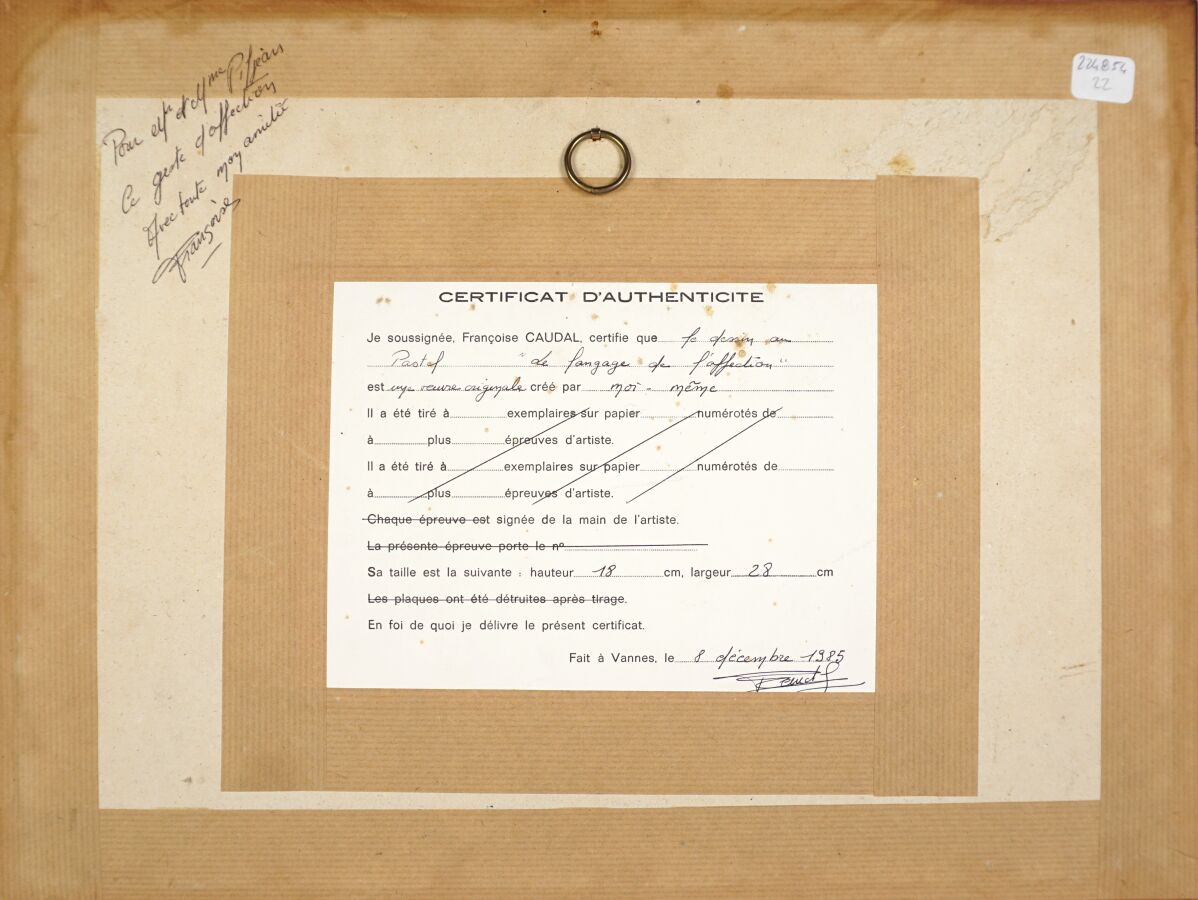 Pour Mr et Mme
Ce geste d'affection
Avec toute mon amitié
Françoise
224854
22
CERTIFICAT D'AUTHENTICITE
Je soussignée, Françoise CAUDAL, certifie que le dessin au
Pastel "Le langage de l'affection"
est une oeuvre originale créé par moi-même
Il a été tiré à exemplaires sur papier numérotés de
à plus épreuves d'artiste.
Il a été tiré à exemplaires sur papier numérotés de
à plus épreuves d'artiste.
Chaque épreuve est signée de la main de l'artiste.
La présente épreuve porte le nº
Sa taille est la suivante : hauteur 18 cm, largeur 28 cm
Les plaques ont été détruites après tirage.
En foi de quoi je délivre le présent certificat.
Fait à Vannes, le 8 décembre 1985